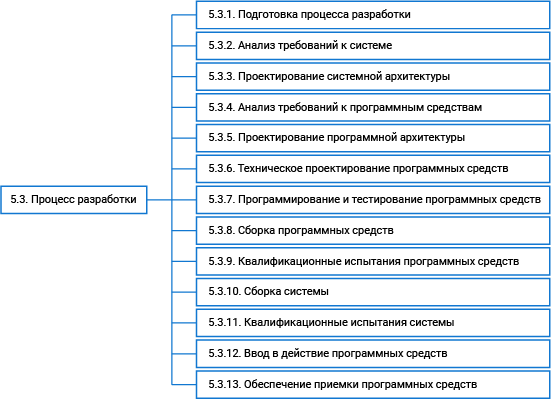 5.3. Процесс разработки
5.3.1. Подготовка процесса разработки
5.3.2. Анализ требований к системе
5.3.3. Проектирование системной архитектуры
5.3.4. Анализ требований к программным средствам
5.3.5. Проектирование программной архитектуры
5.3.6. Техническое проектирование программных средств
5.3.7. Программирование и тестирование программных средств
5.3.8. Сборка программных средств
5.3.9. Квалификационные испытания программных средств
5.3.10. Сборка системы
5.3.11. Квалификационные испытания системы
5.3.12. Ввод в действие программных средств
5.3.13. Обеспечение приемки программных средств